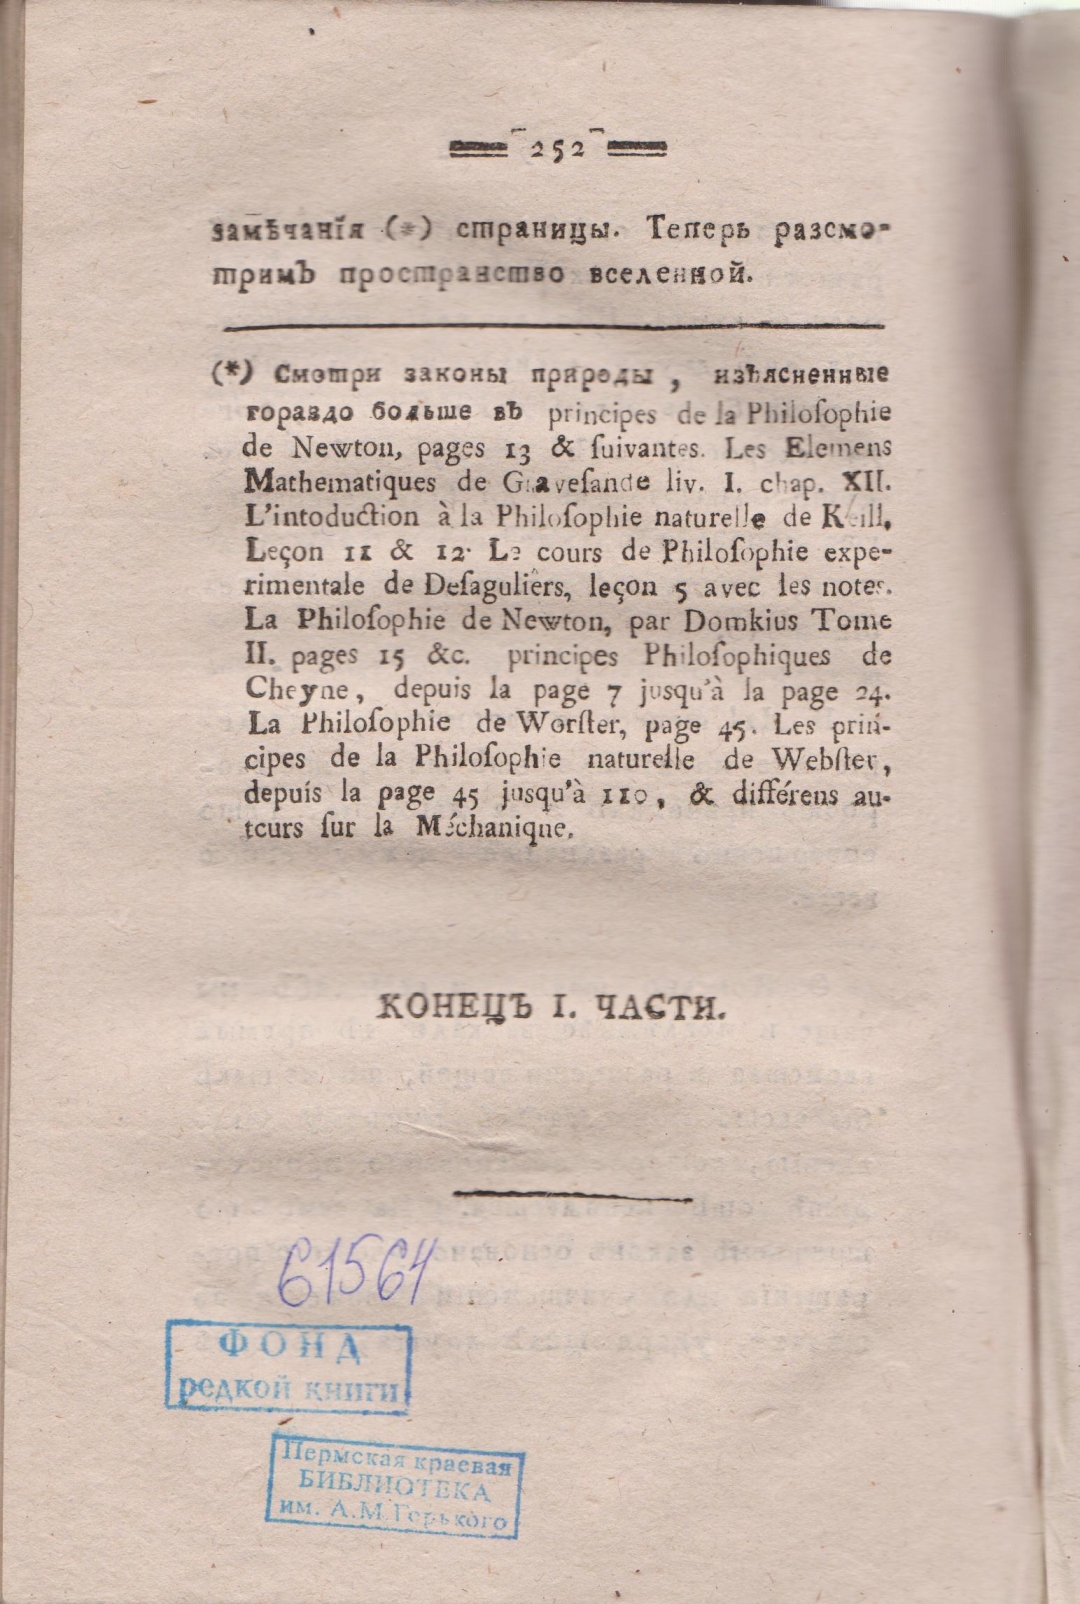 252
замѣчанїя (*) страницы. Теперь разсмо-
тримъ пространство вселенной.
(*) Смотри законы природы, изъясненные
гораздо больше въ principes de la Philoſophie
de Newton, pages 13 & ſuivantes. Les Elemens
Mathematiques de Graveſande liv. I. chap. XII.
L'intoduction à la Philoſophie naturelle de Keill,
Leçon 11 & 12. Le cours de Philoſophie expe-
rimentale de Deſaguliers, leçon 5 avec les notes.
La Philoſophie de Newton, par Domkius Tome
II. pages 15 &c. principes Philoſophiques de
Cheyne, depuis la page 7 jusqu'à la page 24.
La Philoſophie de Worſter, page 45. Les prin-
cipes de la Philoſophie naturelle de Webſter,
depuis la page 45 jusqu'à 110, & différens au-
teurs ſur la Méchanique.
КОНЕЦЪ I. ЧАСТИ.
61564
ФОНД
редкой книги
Пермская краевая
БИБЛИОТЕКА
им. А.М.Горького